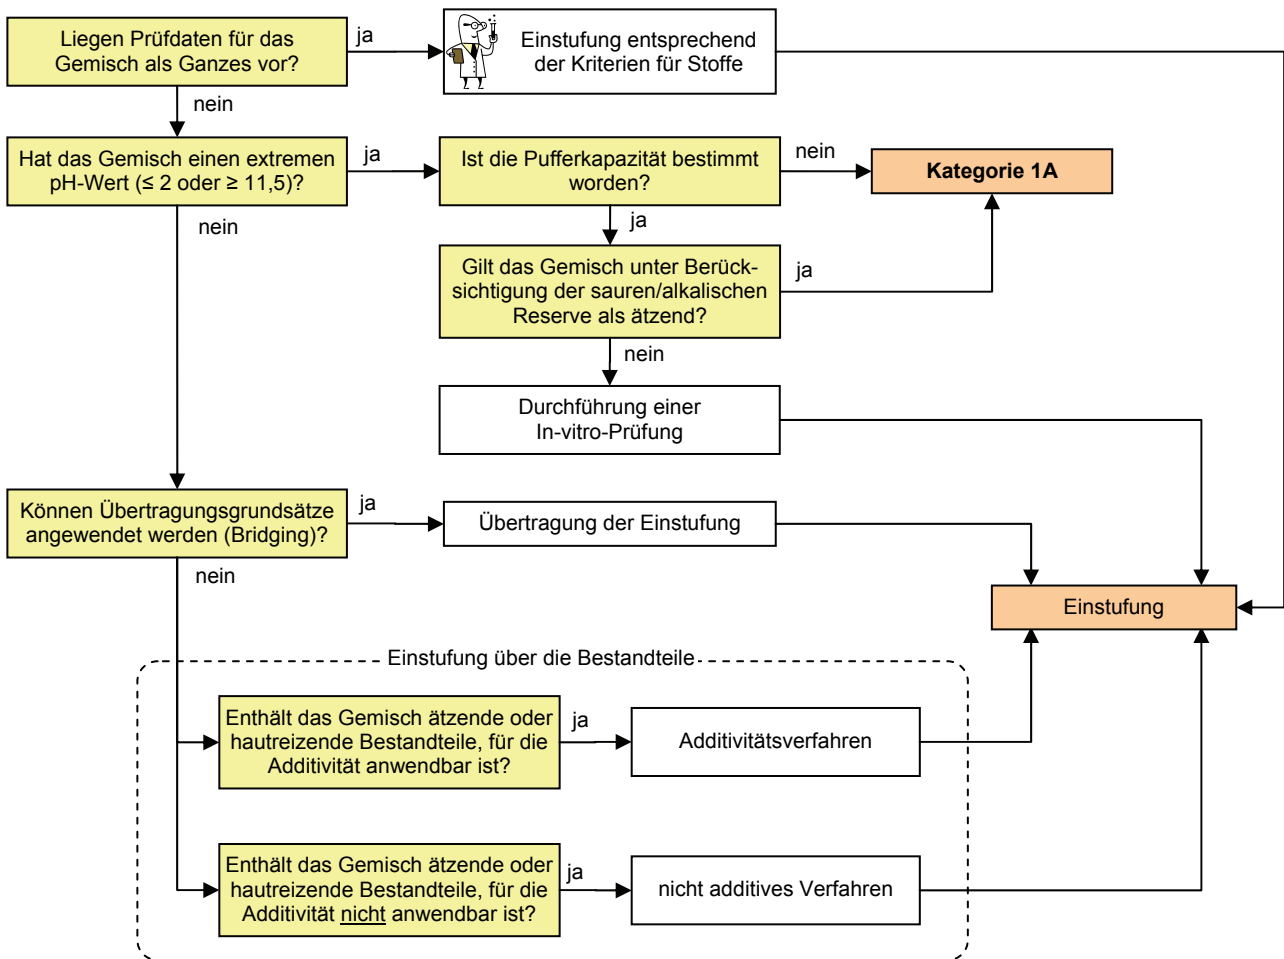 Liegen Prüfdaten für das
Gemisch als Ganzes vor?
ja
Einstufung entsprechend
der Kriterien für Stoffe
nein
Hat das Gemisch einen extremen
pH-Wert (≤ 2 oder ≥ 11,5)?
ja
Ist die Pufferkapazität bestimmt
worden?
nein
Kategorie 1A
nein
ja
Gilt das Gemisch unter Berück-
sichtigung der sauren/alkalischen
Reserve als ätzend?
ja
nein
Durchführung einer
In-vitro-Prüfung
Können Übertragungsgrundsätze
angewendet werden (Bridging)?
ja
Übertragung der Einstufung
nein
Einstufung
Einstufung über die Bestandteile
Enthält das Gemisch ätzende oder
hautreizende Bestandteile, für die
Additivität anwendbar ist?
ja
Additivitätsverfahren
Enthält das Gemisch ätzende oder
hautreizende Bestandteile, für die
Additivität nicht anwendbar ist?
ja
nicht additives Verfahren